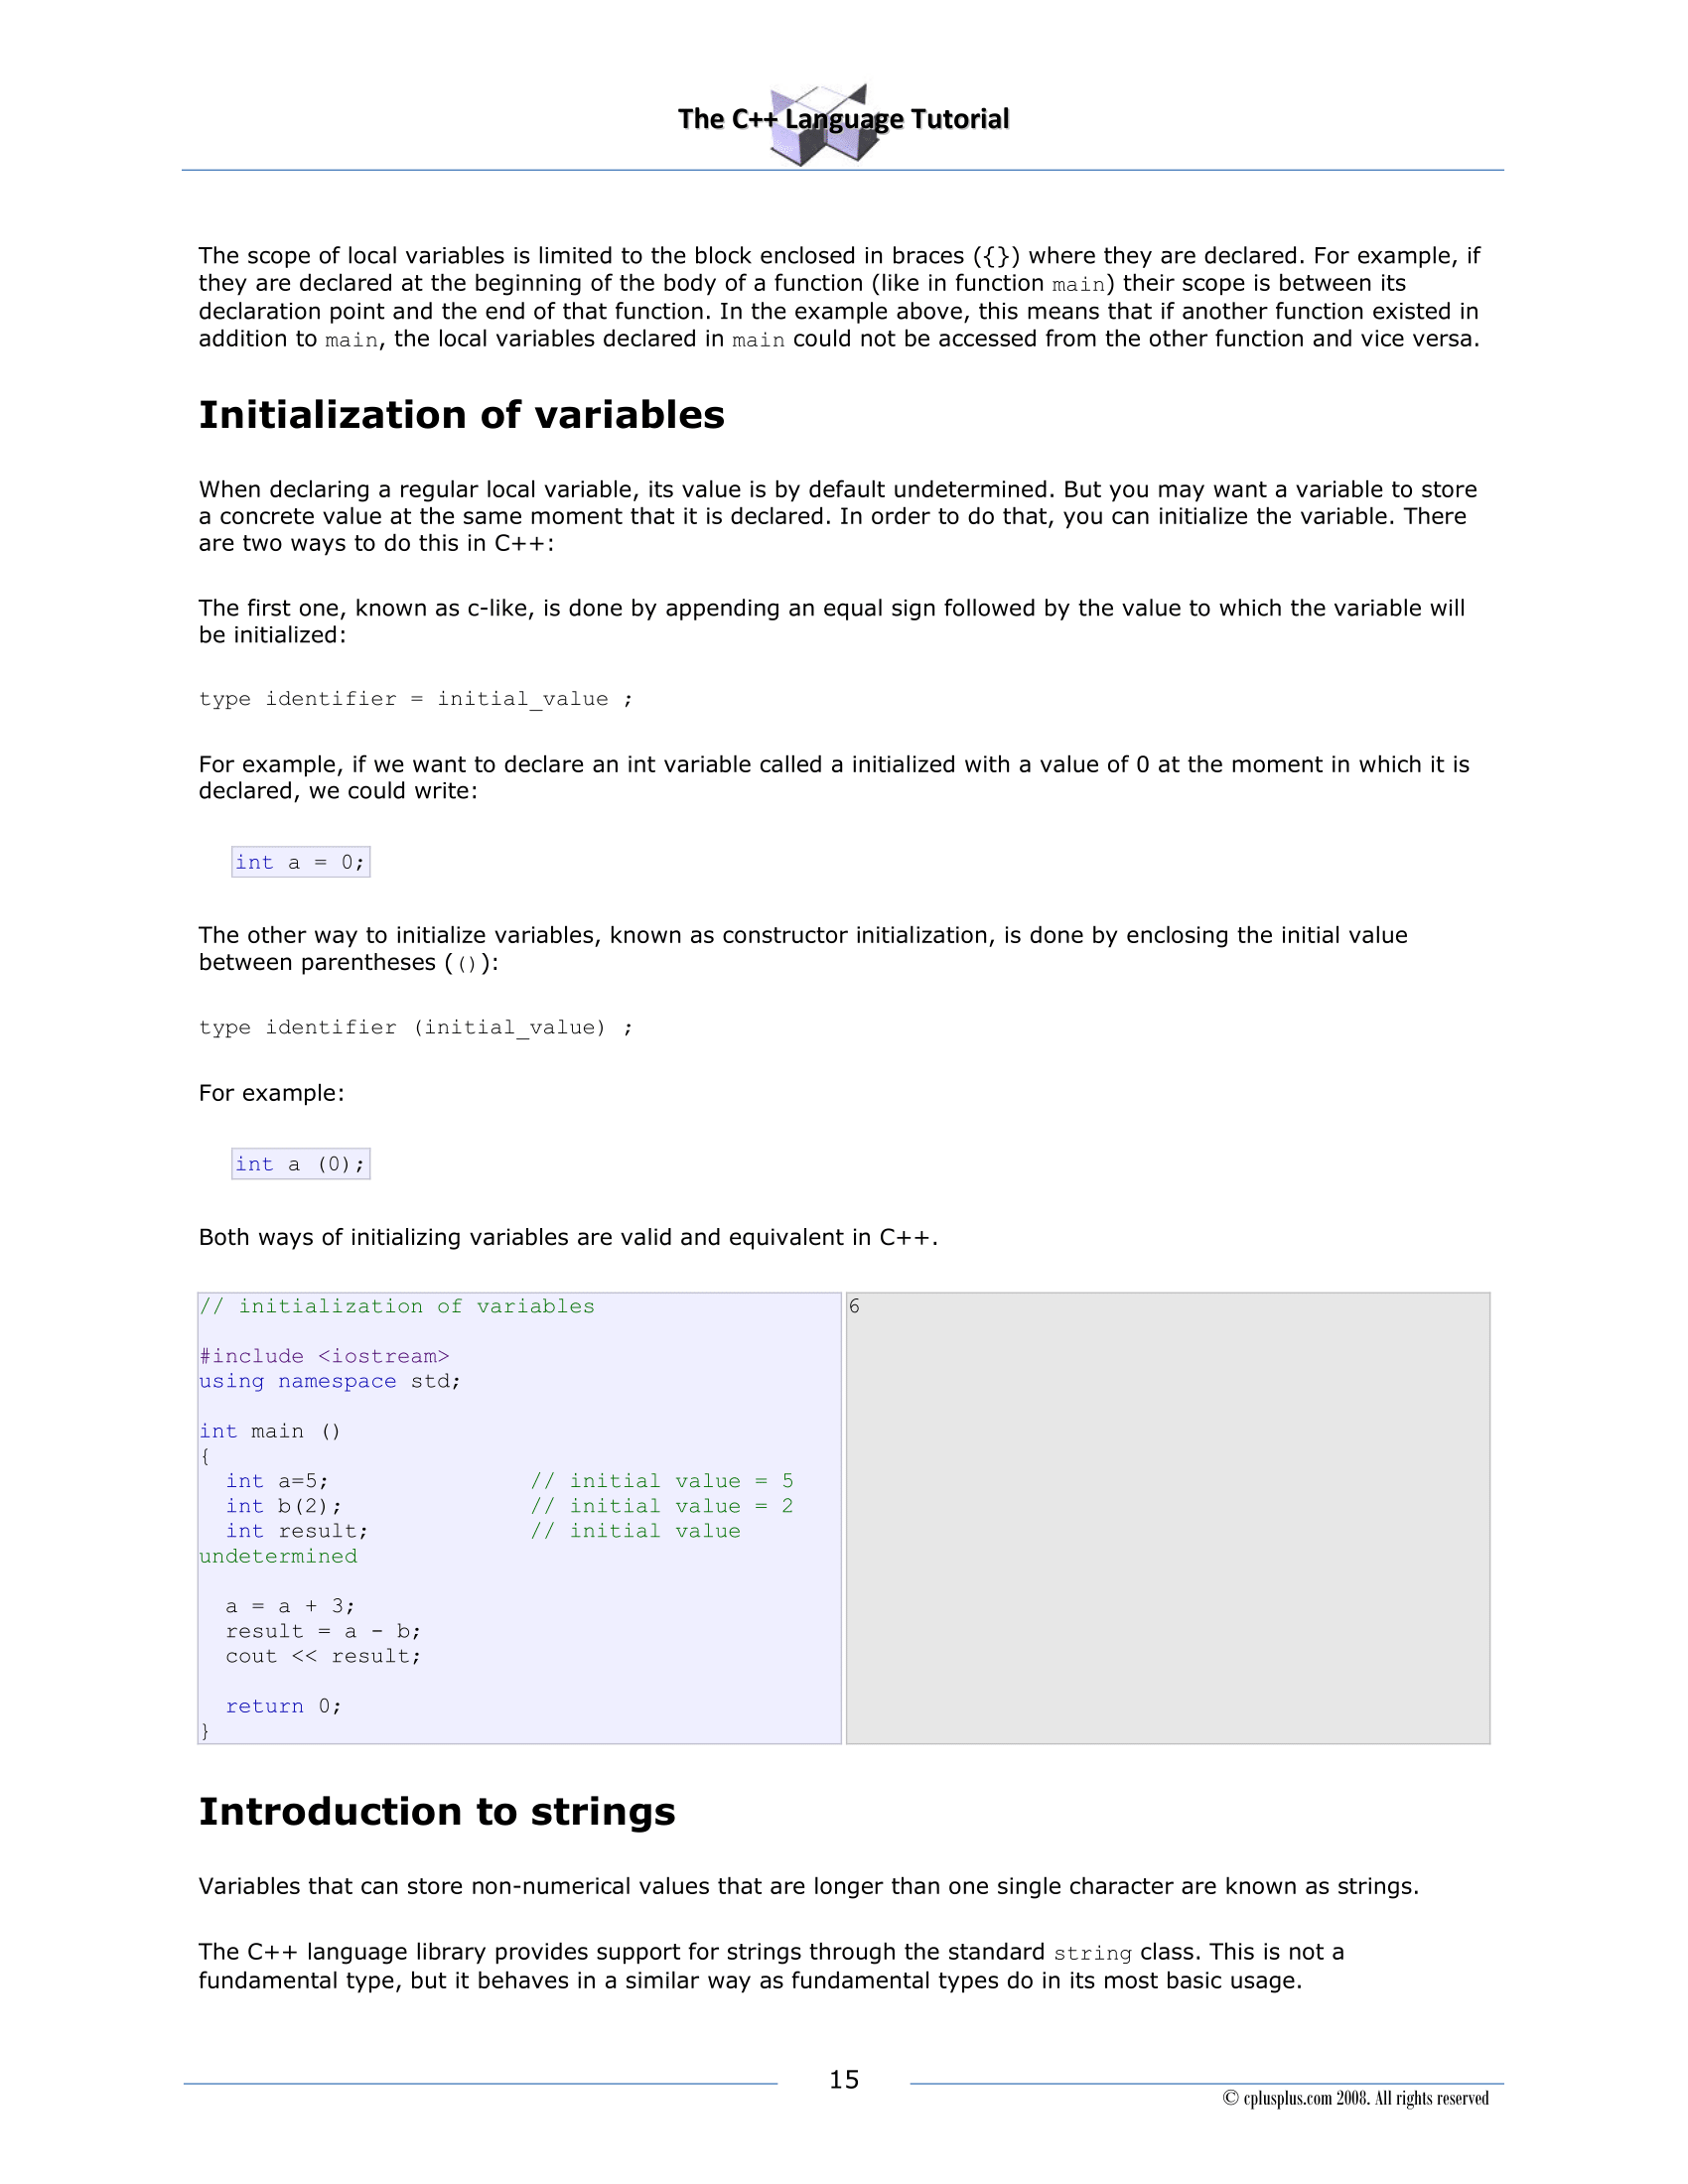 The C++ Language Tutorial
The scope of local variables is limited to the block enclosed in braces ({}) where they are declared. For example, if
they are declared at the beginning of the body of a function (like in function main) their scope is between its
declaration point and the end of that function. In the example above, this means that if another function existed in
addition to main, the local variables declared in main could not be accessed from the other function and vice versa.
Initialization of variables
When declaring a regular local variable, its value is by default undetermined. But you may want a variable to store
a concrete value at the same moment that it is declared. In order to do that, you can initialize the variable. There
are two ways to do this in C++:
The first one, known as c-like, is done by appending an equal sign followed by the value to which the variable will
be initialized:
type identifier = initial_value ;
For example, if we want to declare an int variable called a initialized with a value of 0 at the moment in which it is
declared, we could write:
int a = 0;
The other way to initialize variables, known as constructor initialization, is done by enclosing the initial value
between parentheses (()):
type identifier (initial_value) ;
For example:
int a (0);
Both ways of initializing variables are valid and equivalent in C++.
// initialization of variables
#include <iostream>
using namespace std;
int main ()
{
  int a=5;               // initial value = 5
  int b(2);              // initial value = 2
  int result;            // initial value
undetermined
  a = a + 3;
  result = a - b;
  cout << result;
  return 0;
}
6
Introduction to strings
Variables that can store non-numerical values that are longer than one single character are known as strings.
The C++ language library provides support for strings through the standard string class. This is not a
fundamental type, but it behaves in a similar way as fundamental types do in its most basic usage.
15
© cplusplus.com 2008. All rights reserved